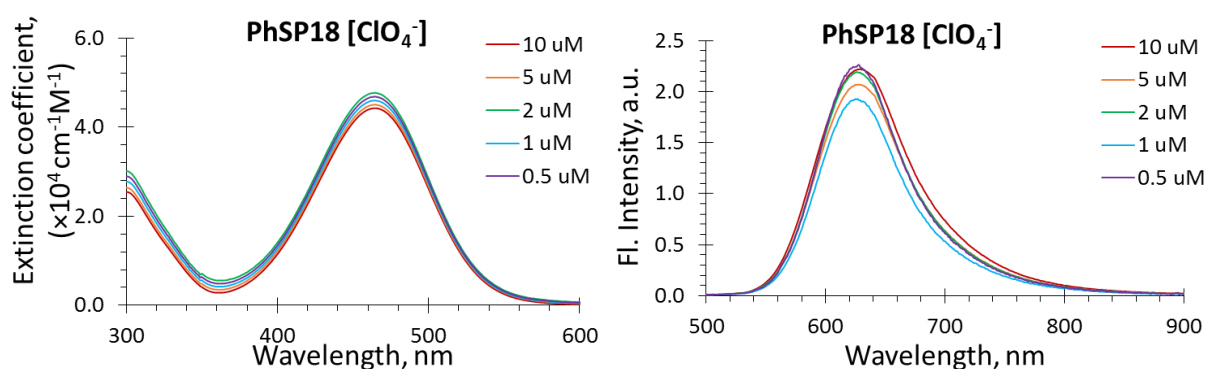 PhSP18 [ClO₄⁻]
Extinction coefficient,
(×10⁴ cm⁻¹M⁻¹)
6.0
4.0
2.0
0.0
300
400
500
600
Wavelength, nm
10 uM
5 uM
2 uM
1 uM
0.5 uM
PhSP18 [ClO₄⁻]
Fl. Intensity, a.u.
2.5
2.0
1.5
1.0
0.5
0.0
500
600
700
800
900
Wavelength, nm
10 uM
5 uM
2 uM
1 uM
0.5 uM